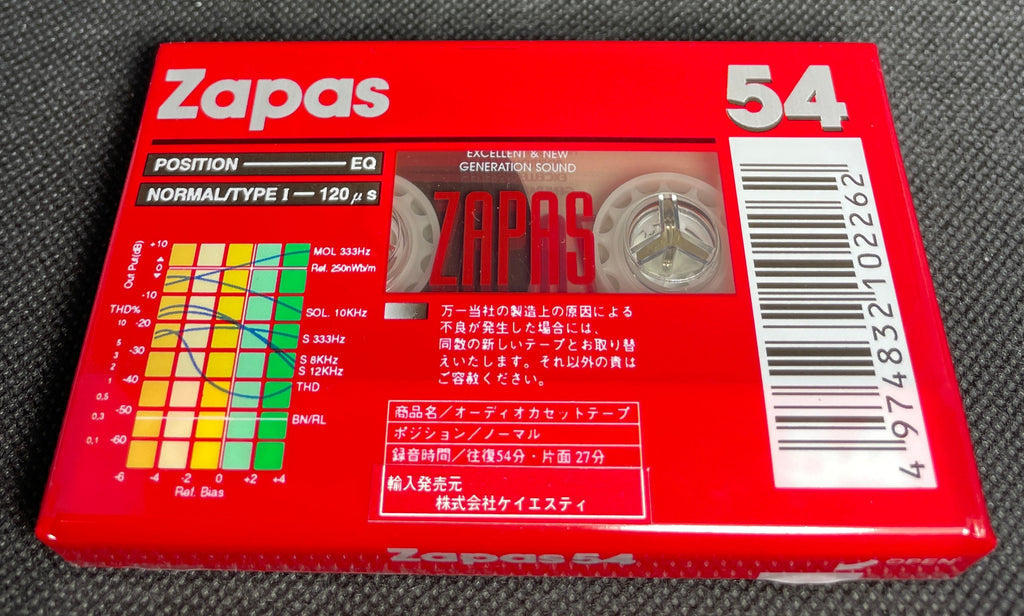 Zapas
54
POSITION ——— EQ
NORMAL/TYPE I — 120μs
EXCELLENT & NEW
GENERATION SOUND
ZAPAS
Out Put(dB)
+10
0
-10
-20
-30
-40
-50
-60
THD%
10
5
3
2
1
0,5
0,3
0,1
MOL 333Hz
Ref. 250nWb/m
SOL. 10KHz
S 333Hz
S 8KHz
S 12KHz
THD
BN/RL
-6 -4 -2 0 +2 +4
Ref. Bias
万一当社の製造上の原因による
不良が発生した場合には、
同数の新しいテープとお取り替
えいたします。それ以外の責は
ご容赦ください。
商品名／オーディオカセットテープ
ポジション／ノーマル
録音時間／往復54分・片面27分
輸入発売元
株式会社ケイエスティ
4974832102262
Zapas 54
OPEN